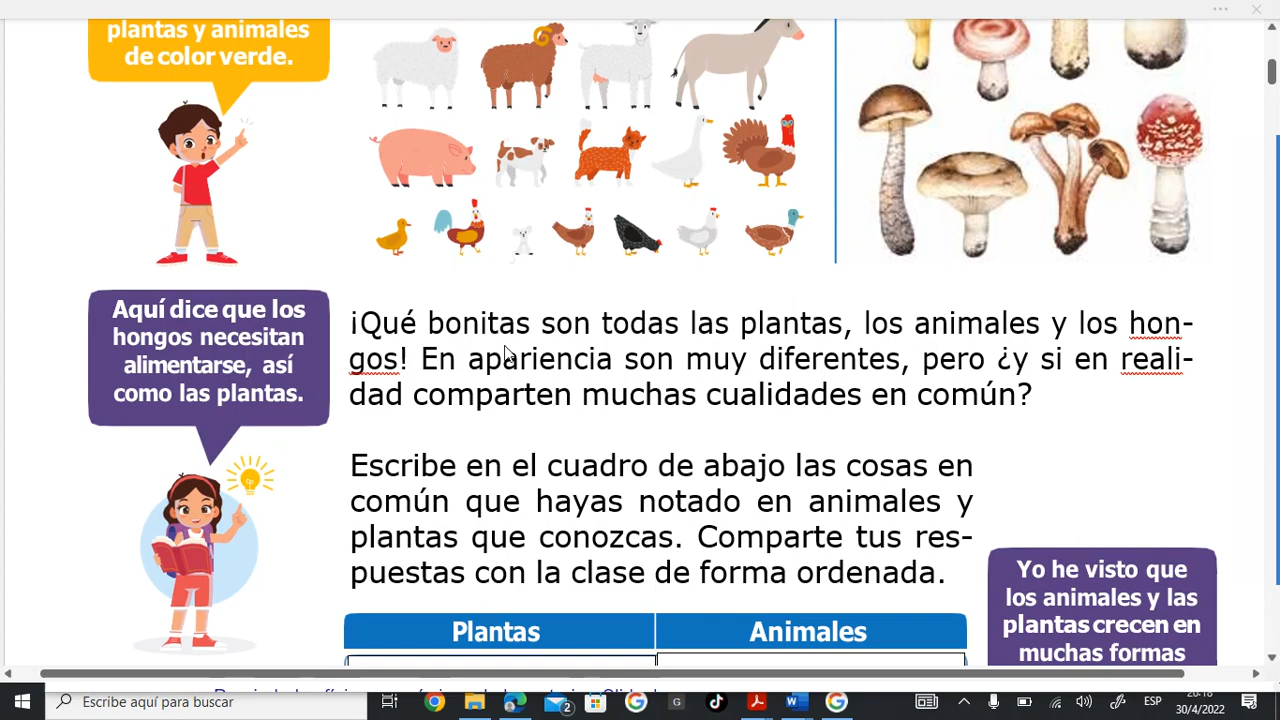 plantas y animales
de color verde.
Aquí dice que los
hongos necesitan
alimentarse, así
como las plantas.
¡Qué bonitas son todas las plantas, los animales y los hon-
gos! En apariencia son muy diferentes, pero ¿y si en reali-
dad comparten muchas cualidades en común?
Escribe en el cuadro de abajo las cosas en
común que hayas notado en animales y
plantas que conozcas. Comparte tus res-
puestas con la clase de forma ordenada.
Yo he visto que
los animales y las
plantas crecen en
muchas formas
Plantas Animales
Escribe aquí para buscar
2
G
W
ESP
20:18
30/4/2022